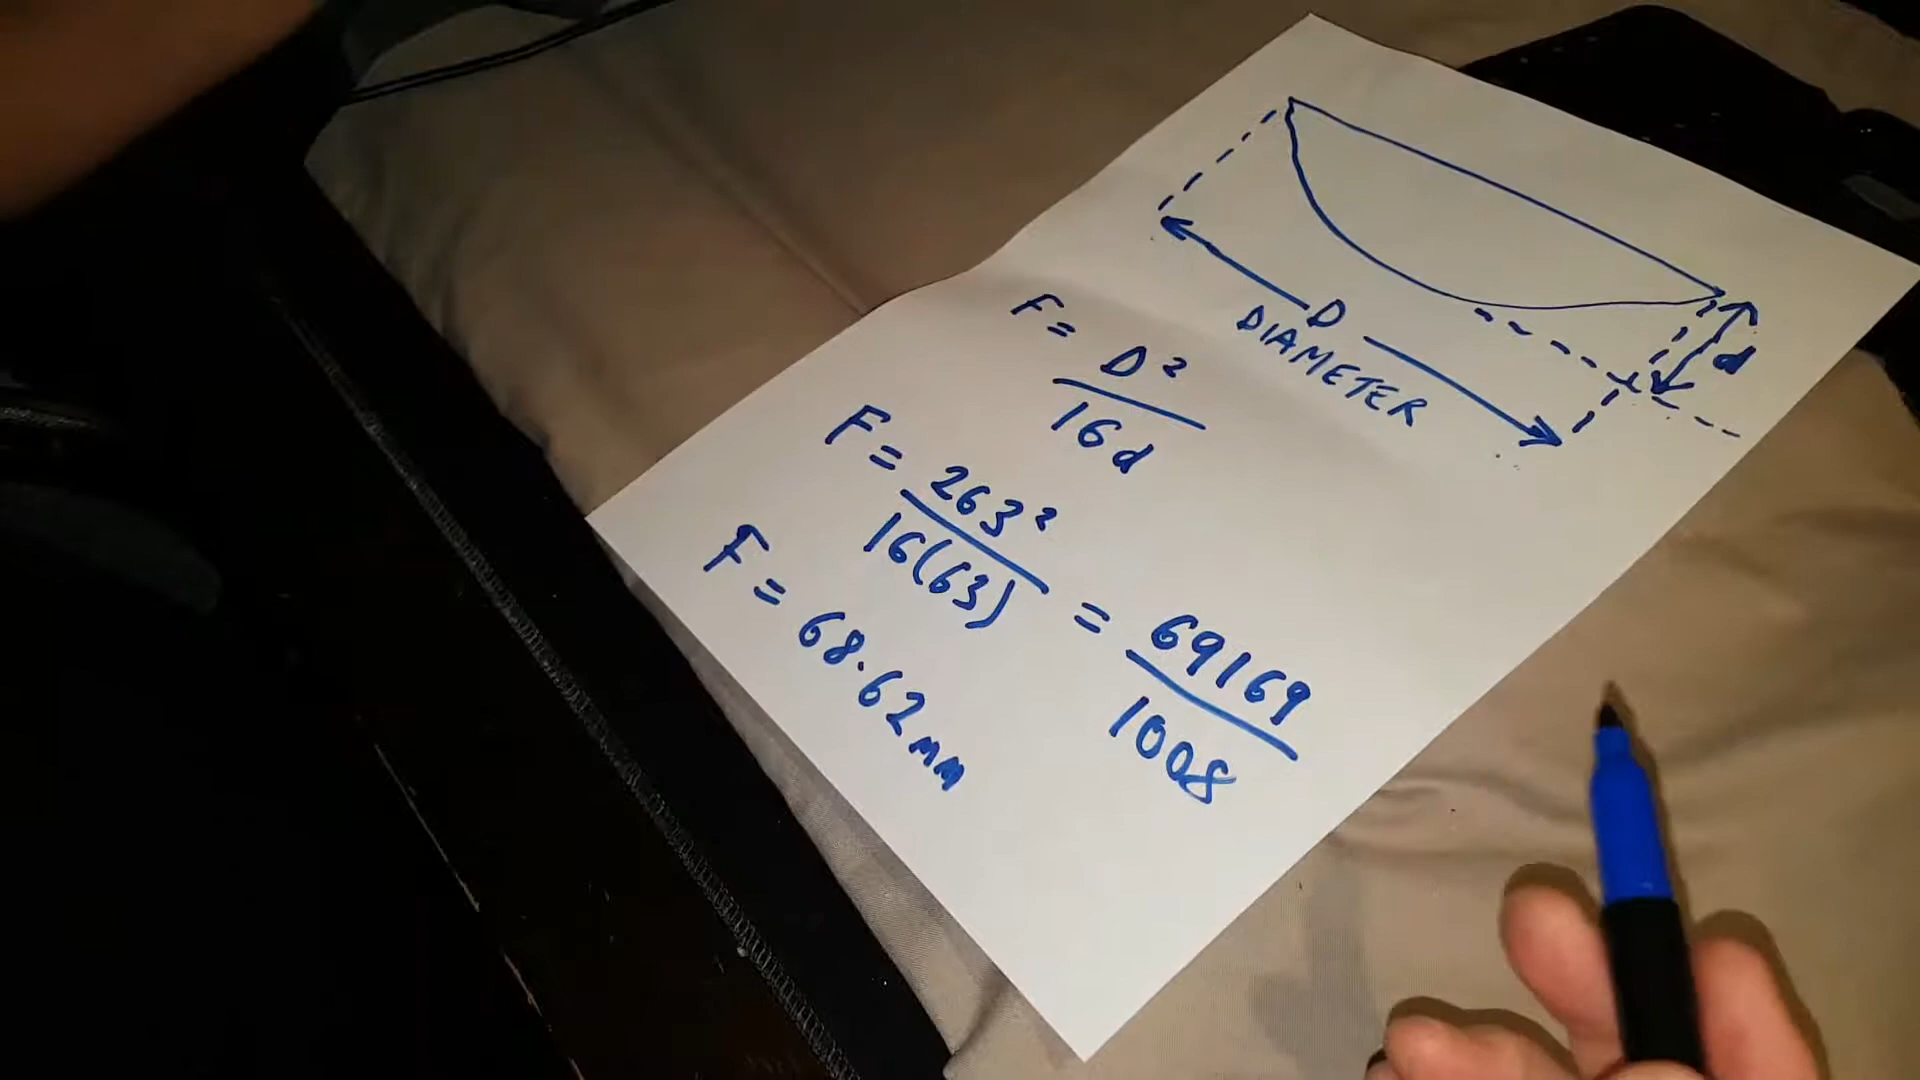 D
DIAMETER
d
F = D²/16d
F = 263²/16(63) = 69169/1008
F = 68.62mm